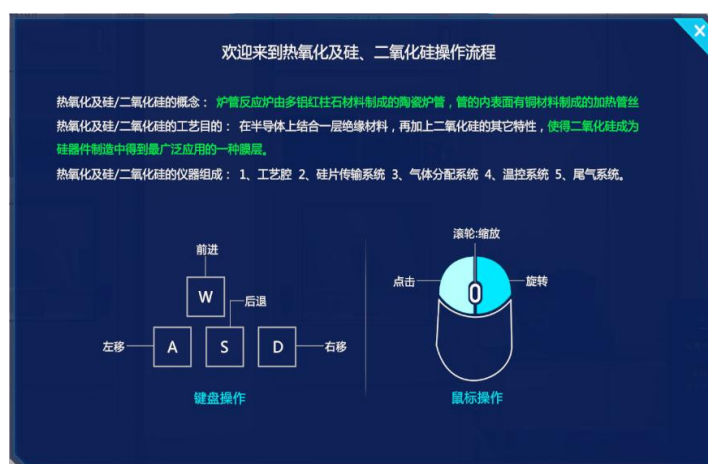 欢迎来到热氧化及硅、二氧化硅操作流程
热氧化及硅/二氧化硅的概念： 炉管反应炉由多铝红柱石材料制成的陶瓷炉管，管的内表面有铜材料制成的加热管丝
热氧化及硅/二氧化硅的工艺目的： 在半导体上结合一层绝缘材料，再加上二氧化硅的其它特性，使得二氧化硅成为
硅器件制造中得到最广泛应用的一种膜层。
热氧化及硅/二氧化硅的仪器组成： 1、工艺腔 2、硅片传输系统 3、气体分配系统 4、温控系统 5、尾气系统。
前进
W
后退
左移
A
S
D
右移
键盘操作
滚轮:缩放
点击
旋转
鼠标操作